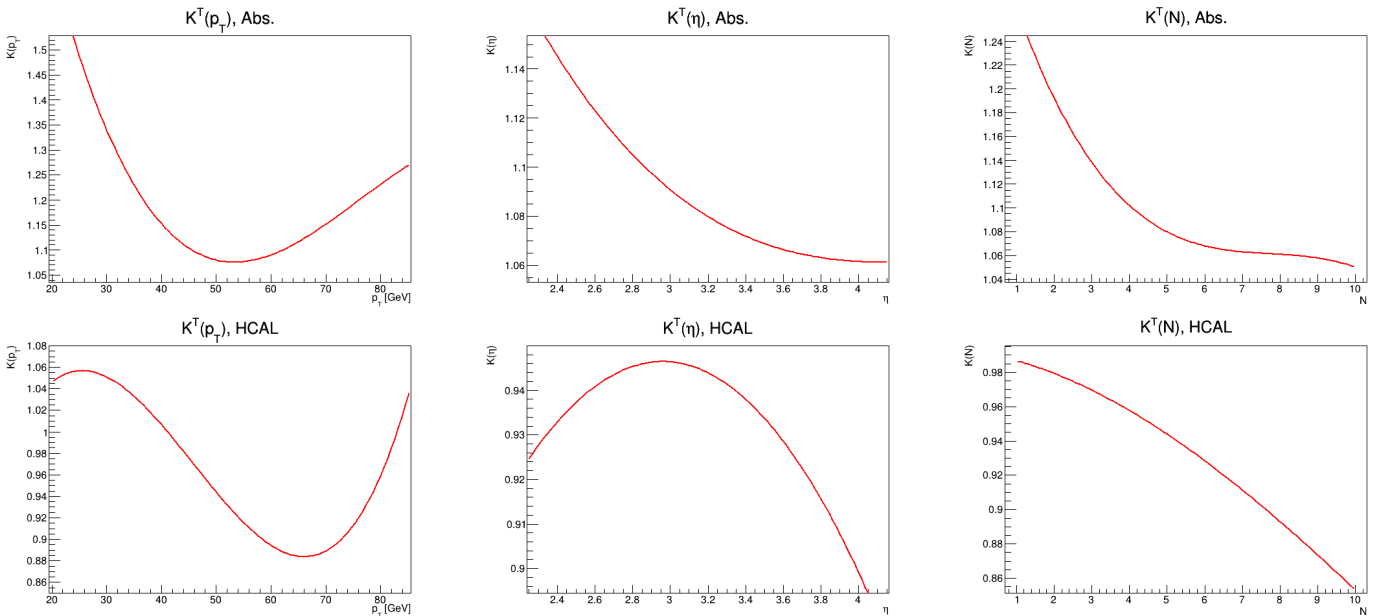 K^T(p_T), Abs.
K(p_T)
1.5
1.45
1.4
1.35
1.3
1.25
1.2
1.15
1.1
1.05
20 30 40 50 60 70 80
p_T [GeV]
K^T(η), Abs.
K(η)
1.14
1.12
1.1
1.08
1.06
2.4 2.6 2.8 3 3.2 3.4 3.6 3.8 4
η
K^T(N), Abs.
K(N)
1.24
1.22
1.2
1.18
1.16
1.14
1.12
1.1
1.08
1.06
1.04
1 2 3 4 5 6 7 8 9 10
N
K^T(p_T), HCAL
K(p_T)
1.08
1.06
1.04
1.02
1
0.98
0.96
0.94
0.92
0.9
0.88
0.86
20 30 40 50 60 70 80
p_T [GeV]
K^T(η), HCAL
K(η)
0.94
0.93
0.92
0.91
0.9
2.4 2.6 2.8 3 3.2 3.4 3.6 3.8 4
η
K^T(N), HCAL
K(N)
0.98
0.96
0.94
0.92
0.9
0.88
0.86
1 2 3 4 5 6 7 8 9 10
N